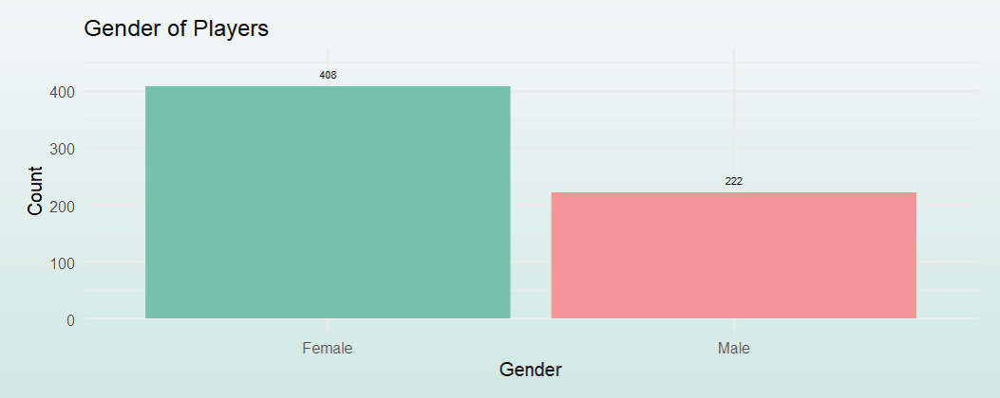 Gender of Players
408
400
222
300
Count
200
100
0
Female
Male
Gender